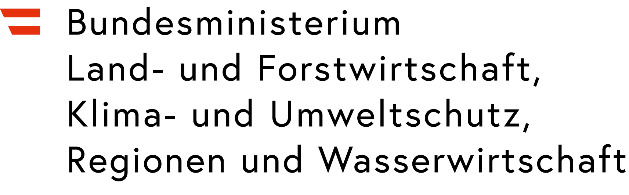 Bundesministerium
Land- und Forstwirtschaft,
Klima- und Umweltschutz,
Regionen und Wasserwirtschaft